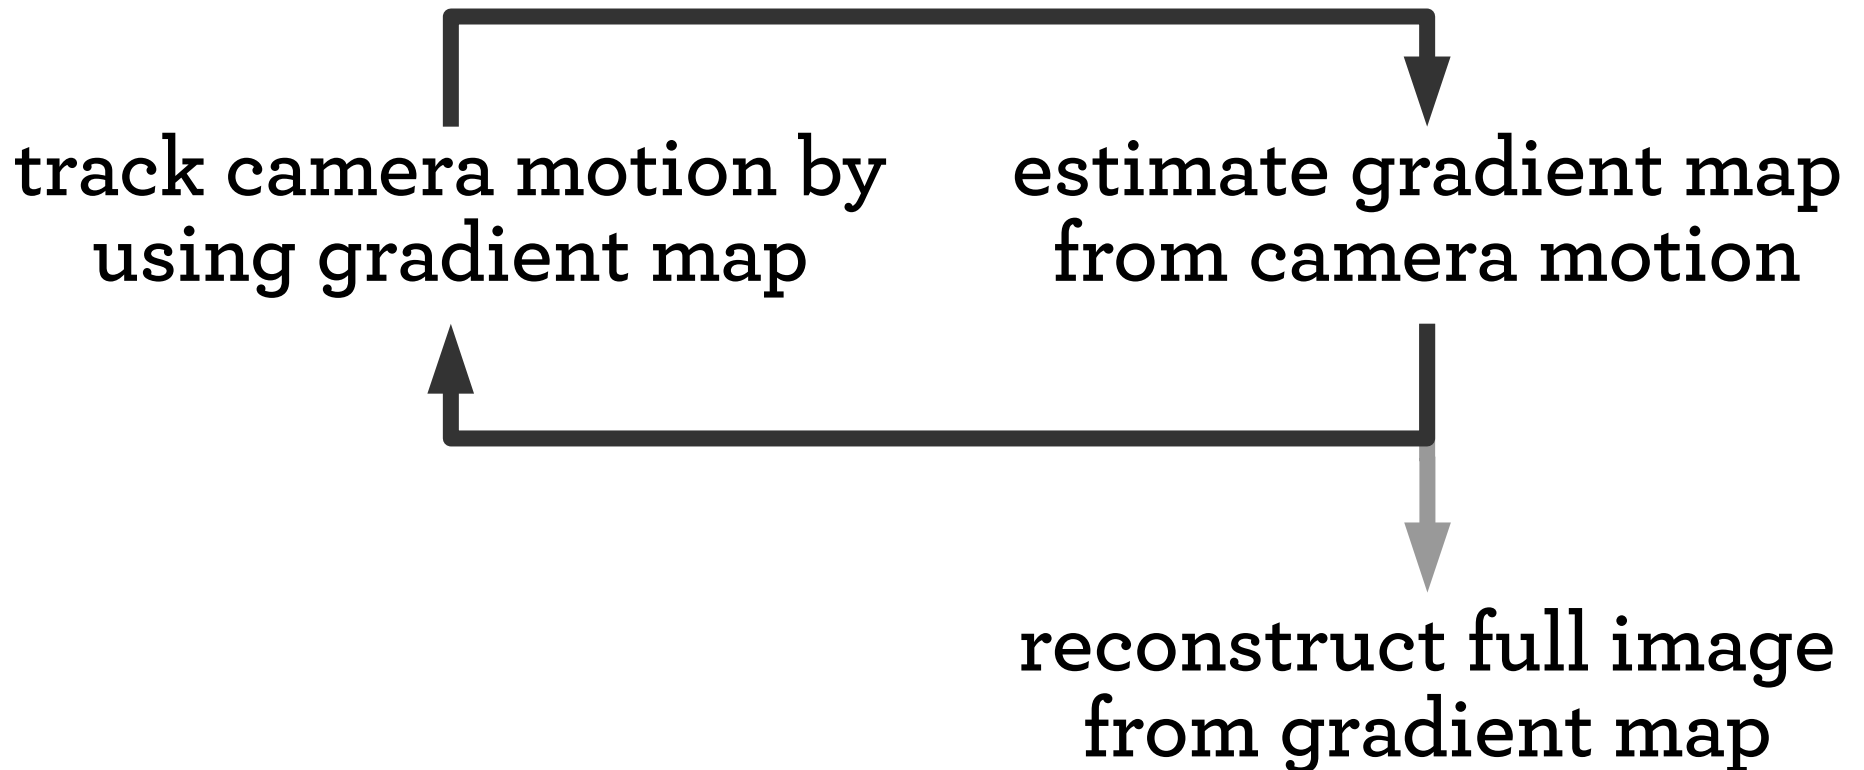 track camera motion by
using gradient map
estimate gradient map
from camera motion
reconstruct full image
from gradient map